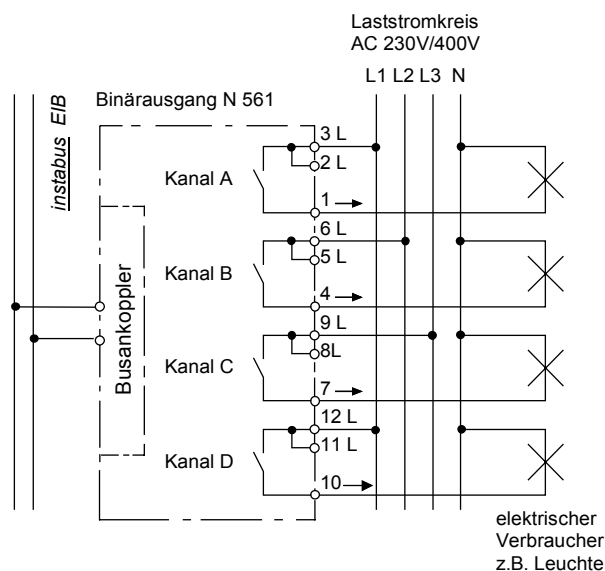 Laststromkreis
AC 230V/400V
L1 L2 L3 N
instabus EIB
Binärausgang N 561
3 L
2 L
Kanal A
1
6 L
5 L
Kanal B
4
Busankoppler
9 L
8L
Kanal C
7
12 L
11 L
Kanal D
10
elektrischer
Verbraucher
z.B. Leuchte